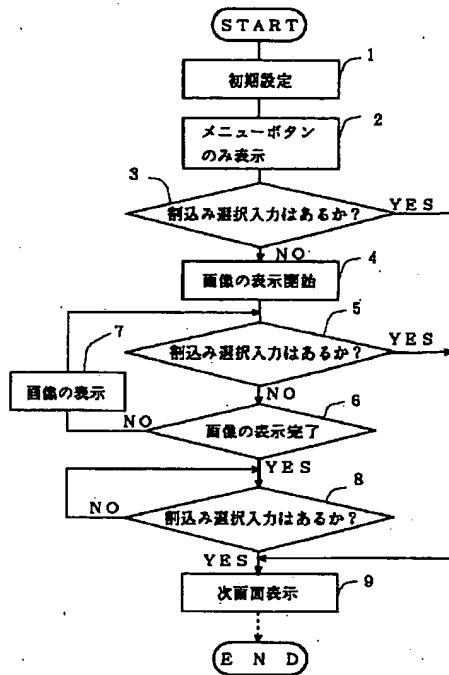 START
1
初期設定
2
メニューボタン
のみ表示
3
割込み選択入力はあるか?
YES
NO
4
画像の表示開始
5
割込み選択入力はあるか?
YES
7
画像の表示
NO
6
NO
画像の表示完了
YES
8
NO
割込み選択入力はあるか?
YES
9
次画面表示
END